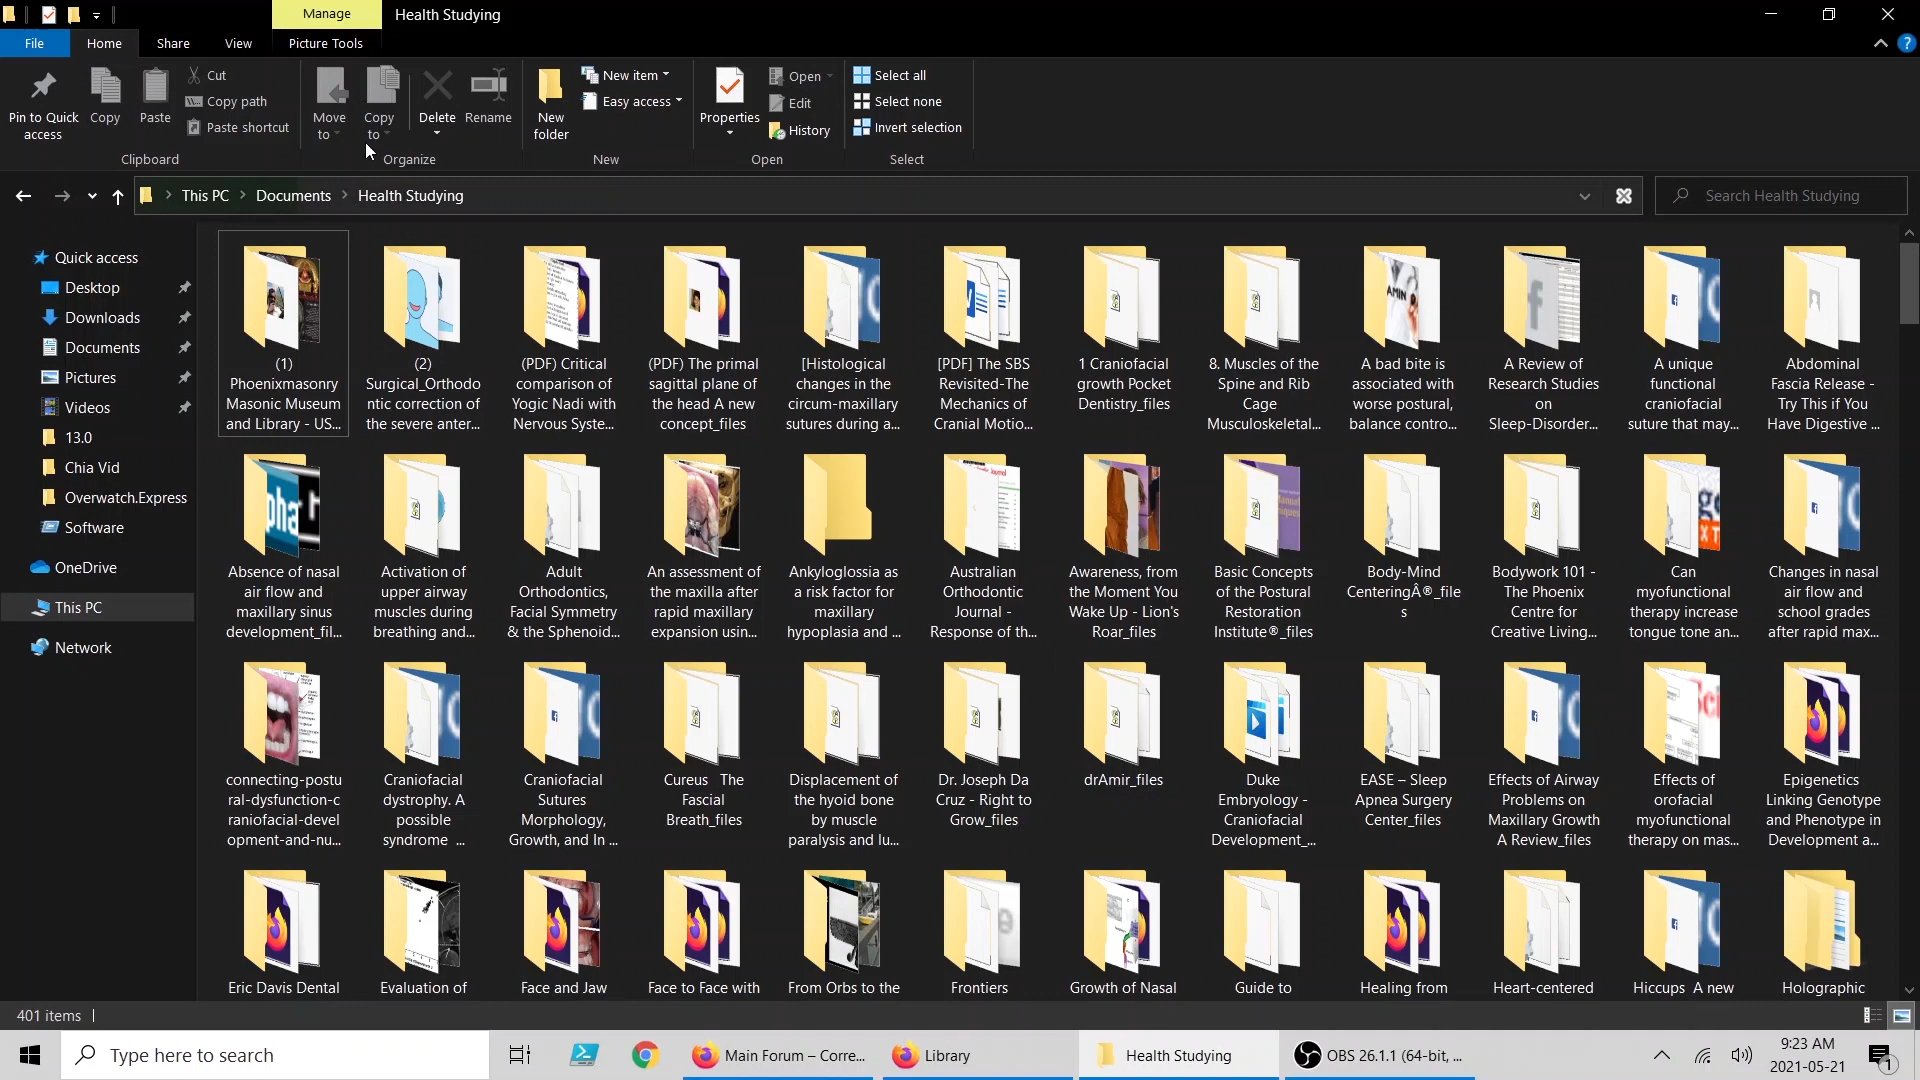 Manage
Health Studying
File
Home
Share
View
Picture Tools
Pin to Quick
access
Copy
Paste
Cut
Copy path
Paste shortcut
Clipboard
Move
to
Copy
to
Delete
Rename
Organize
New
folder
New item
Easy access
New
Properties
Open
Edit
History
Open
Select all
Select none
Invert selection
Select
This PC
Documents
Health Studying
Search Health Studying
Quick access
Desktop
Downloads
Documents
Pictures
Videos
13.0
Chia Vid
Overwatch.Express
Software
OneDrive
This PC
Network
(1)
Phoenixmasonry
Masonic Museum
and Library - US...
(2)
Surgical_Orthodo
ntic correction of
the severe anter...
(PDF) Critical
comparison of
Yogic Nadi with
Nervous Syste...
(PDF) The primal
sagittal plane of
the head A new
concept_files
[Histological
changes in the
circum-maxillary
sutures during a...
[PDF] The SBS
Revisited-The
Mechanics of
Cranial Motio...
1 Craniofacial
growth Pocket
Dentistry_files
8. Muscles of the
Spine and Rib
Cage
Musculoskeletal...
A bad bite is
associated with
worse postural,
balance contro...
A Review of
Research Studies
on
Sleep-Disorder...
A unique
functional
craniofacial
suture that may...
Abdominal
Fascia Release -
Try This if You
Have Digestive ...
Absence of nasal
air flow and
maxillary sinus
development_fil...
Activation of
upper airway
muscles during
breathing and...
Adult
Orthodontics,
Facial Symmetry
& the Sphenoid...
An assessment of
the maxilla after
rapid maxillary
expansion usin...
Ankyloglossia as
a risk factor for
maxillary
hypoplasia and ...
Australian
Orthodontic
Journal -
Response of th...
Awareness, from
the Moment You
Wake Up - Lion's
Roar_files
Basic Concepts
of the Postural
Restoration
Institute®_files
Body-Mind
CenteringÂ®_file
s
Bodywork 101 -
The Phoenix
Centre for
Creative Living...
Can
myofunctional
therapy increase
tongue tone an...
Changes in nasal
air flow and
school grades
after rapid max...
connecting-postu
ral-dysfunction-c
raniofacial-devel
opment-and-nu...
Craniofacial
dystrophy. A
possible
syndrome ...
Craniofacial
Sutures
Morphology,
Growth, and In ...
Cureus The
Fascial
Breath_files
Displacement of
the hyoid bone
by muscle
paralysis and lu...
Dr. Joseph Da
Cruz - Right to
Grow_files
drAmir_files
Duke
Embryology -
Craniofacial
Development_...
EASE – Sleep
Apnea Surgery
Center_files
Effects of Airway
Problems on
Maxillary Growth
A Review_files
Effects of
orofacial
myofunctional
therapy on mas...
Epigenetics
Linking Genotype
and Phenotype in
Development a...
Eric Davis Dental
Evaluation of
Face and Jaw
Face to Face with
From Orbs to the
Frontiers
Growth of Nasal
Guide to
Healing from
Heart-centered
Hiccups A new
Holographic
401 items
Type here to search
Main Forum – Corre...
Library
Health Studying
OBS 26.1.1 (64-bit, ...
9:23 AM
2021-05-21
1